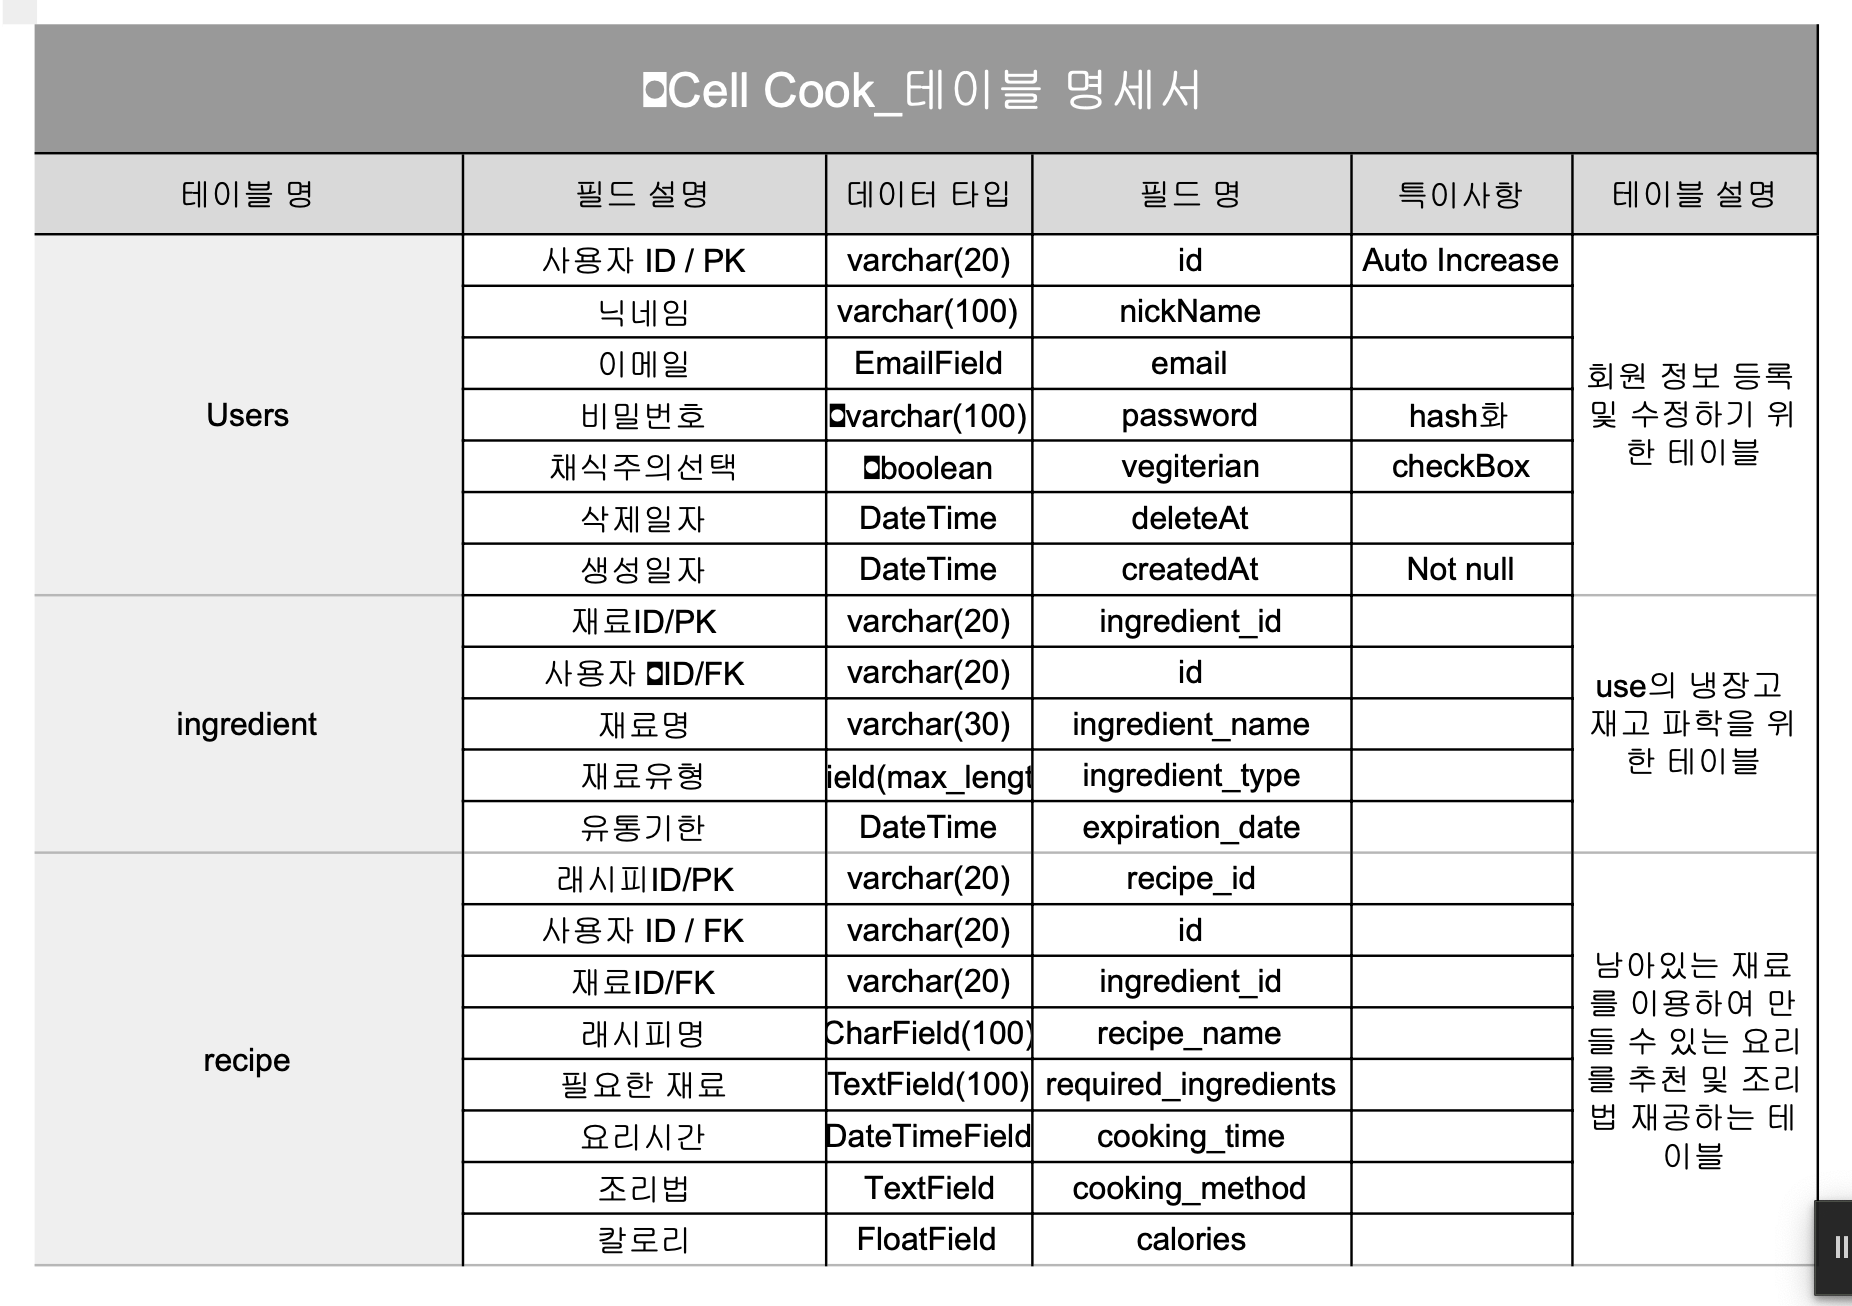 ◘Cell Cook_테이블 명세서
테이블 명 필드 설명 데이터 타입 필드 명 특이사항 테이블 설명
Users
사용자 ID / PK varchar(20) id Auto Increase
닉네임 varchar(100) nickName
이메일 EmailField email
비밀번호 ◘varchar(100) password hash화
채식주의선택 ◘boolean vegiterian checkBox
삭제일자 DateTime deleteAt
생성일자 DateTime createdAt Not null
회원 정보 등록
및 수정하기 위
한 테이블
ingredient
재료ID/PK varchar(20) ingredient_id
사용자 ◘ID/FK varchar(20) id
재료명 varchar(30) ingredient_name
재료유형 ield(max_lengt ingredient_type
유통기한 DateTime expiration_date
use의 냉장고
재고 파학을 위
한 테이블
recipe
래시피ID/PK varchar(20) recipe_id
사용자 ID / FK varchar(20) id
재료ID/FK varchar(20) ingredient_id
래시피명 CharField(100) recipe_name
필요한 재료 TextField(100) required_ingredients
요리시간 DateTimeField cooking_time
조리법 TextField cooking_method
칼로리 FloatField calories
남아있는 재료
를 이용하여 만
들 수 있는 요리
를 추천 및 조리
법 재공하는 테
이블